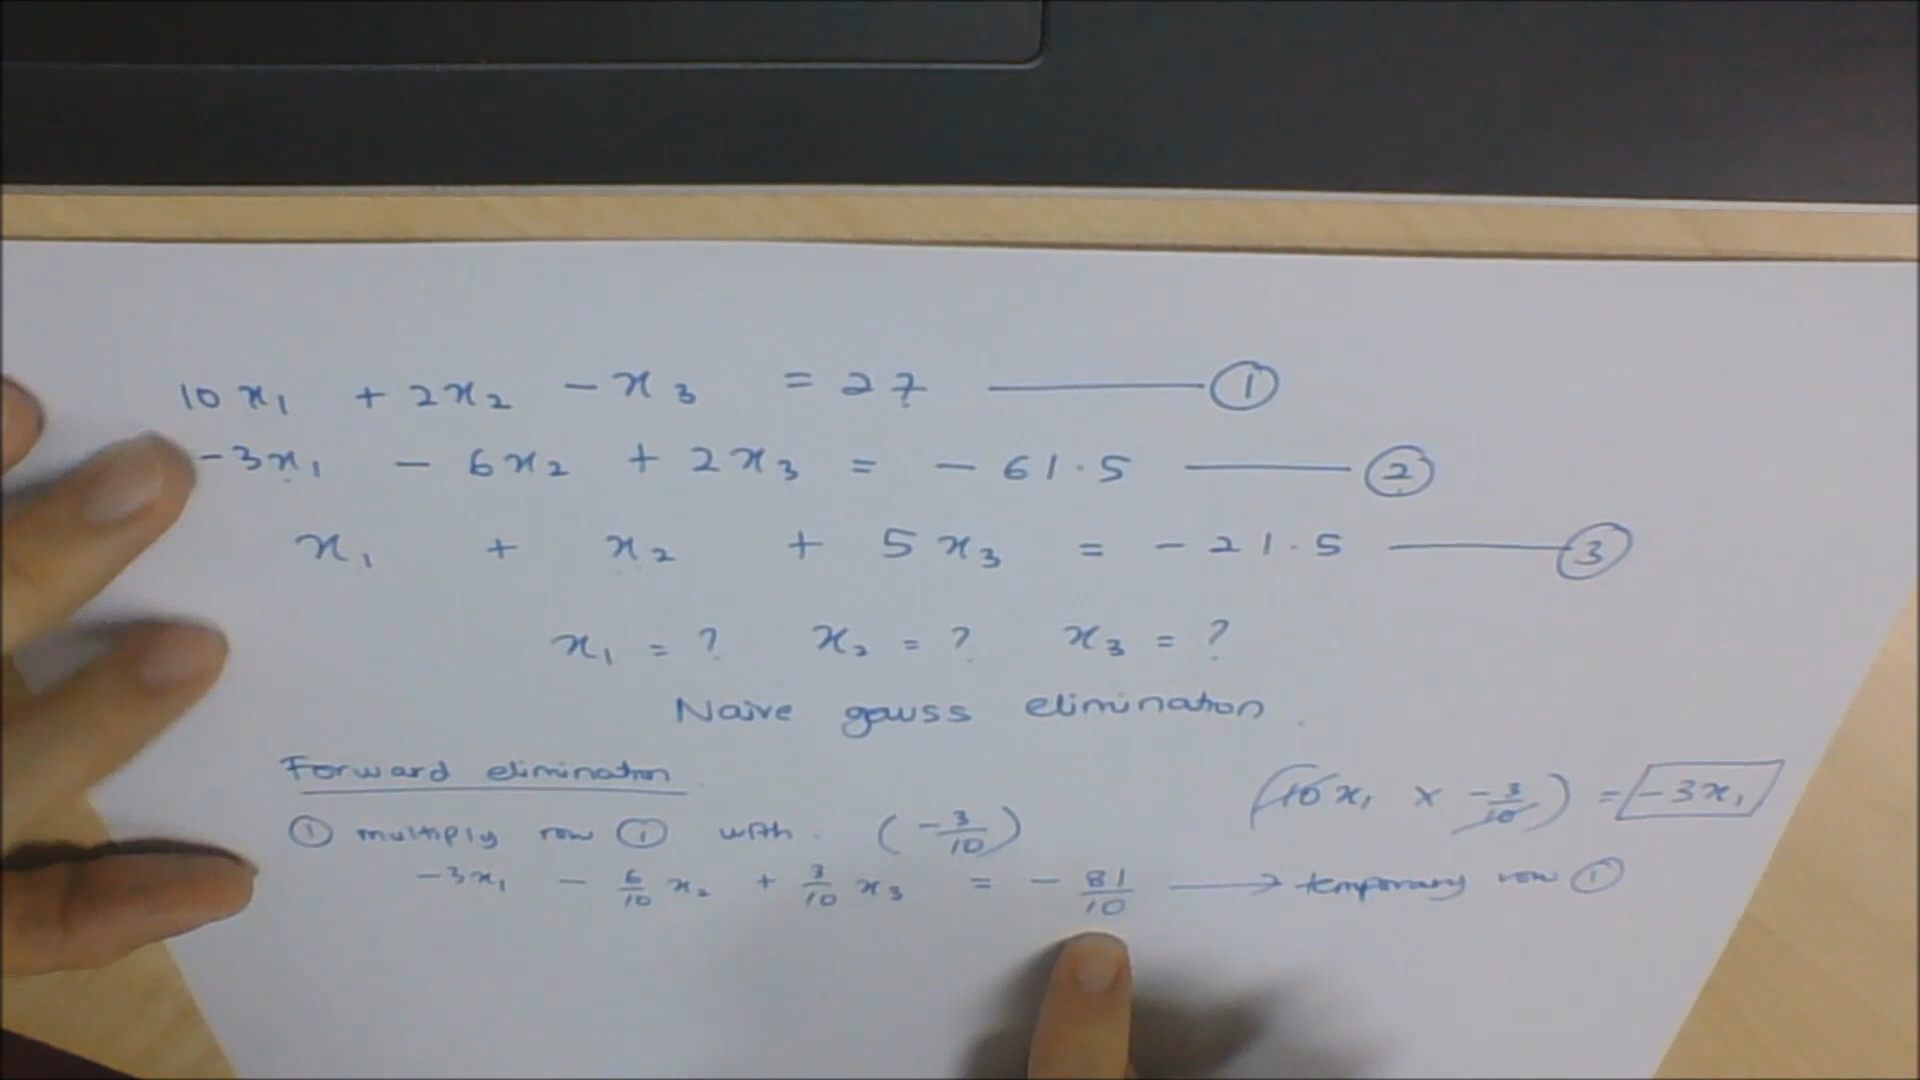 10x₁ + 2x₂ - x₃ = 27 ——— ①
-3x₁ - 6x₂ + 2x₃ = - 61.5 ——— ②
x₁ + x₂ + 5x₃ = - 21.5 ——— ③
x₁ = ? x₂ = ? x₃ = ?
Naive gauss elimination.
Forward elimination
(10x₁ × -3/10) = -3x₁
① multiply row ① with (-3/10)
-3x₁ - 6/10 x₂ + 3/10 x₃ = - 81/10 → temporary row ①